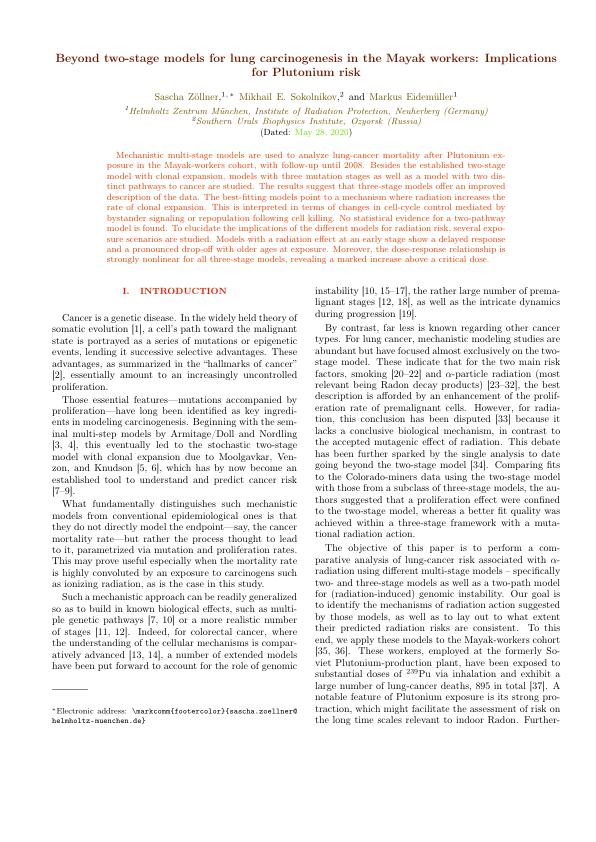 Beyond two-stage models for lung carcinogenesis in the Mayak workers: Implications
for Plutonium risk
Sascha Zöllner,1, * Mikhail E. Sokolnikov,2 and Markus Eidemüller1
1Helmholtz Zentrum München, Institute of Radiation Protection, Neuherberg (Germany)
2Southern Urals Biophysics Institute, Ozyorsk (Russia)
(Dated: May 28, 2020)
Mechanistic multi-stage models are used to analyze lung-cancer mortality after Plutonium ex-
posure in the Mayak-workers cohort, with follow-up until 2008. Besides the established two-stage
model with clonal expansion, models with three mutation stages as well as a model with two dis-
tinct pathways to cancer are studied. The results suggest that three-stage models offer an improved
description of the data. The best-fitting models point to a mechanism where radiation increases the
rate of clonal expansion. This is interpreted in terms of changes in cell-cycle control mediated by
bystander signaling or repopulation following cell killing. No statistical evidence for a two-pathway
model is found. To elucidate the implications of the different models for radiation risk, several expo-
sure scenarios are studied. Models with a radiation effect at an early stage show a delayed response
and a pronounced drop-off with older ages at exposure. Moreover, the dose-response relationship is
strongly nonlinear for all three-stage models, revealing a marked increase above a critical dose.
I. INTRODUCTION
Cancer is a genetic disease. In the widely held theory of
somatic evolution [1], a cell's path toward the malignant
state is portrayed as a series of mutations or epigenetic
events, lending it successive selective advantages. These
advantages, as summarized in the “hallmarks of cancer”
[2], essentially amount to an increasingly uncontrolled
proliferation.
Those essential features—mutations accompanied by
proliferation—have long been identified as key ingredi-
ents in modeling carcinogenesis. Beginning with the sem-
inal multi-step models by Armitage/Doll and Nordling
[3, 4], this eventually led to the stochastic two-stage
model with clonal expansion due to Moolgavkar, Ven-
zon, and Knudson [5, 6], which has by now become an
established tool to understand and predict cancer risk
[7–9].
What fundamentally distinguishes such mechanistic
models from conventional epidemiological ones is that
they do not directly model the endpoint—say, the cancer
mortality rate—but rather the process thought to lead
to it, parametrized via mutation and proliferation rates.
This may prove useful especially when the mortality rate
is highly convoluted by an exposure to carcinogens such
as ionizing radiation, as is the case in this study.
Such a mechanistic approach can be readily generalized
so as to build in known biological effects, such as multi-
ple genetic pathways [7, 10] or a more realistic number
of stages [11, 12]. Indeed, for colorectal cancer, where
the understanding of the cellular mechanisms is compar-
atively advanced [13, 14], a number of extended models
have been put forward to account for the role of genomic
* Electronic address: \markcomm{footercolor}{sascha.zoellner@
helmholtz-muenchen.de}
instability [10, 15–17], the rather large number of prema-
lignant stages [12, 18], as well as the intricate dynamics
during progression [19].
By contrast, far less is known regarding other cancer
types. For lung cancer, mechanistic modeling studies are
abundant but have focused almost exclusively on the two-
stage model. These indicate that for the two main risk
factors, smoking [20–22] and α-particle radiation (most
relevant being Radon decay products) [23–32], the best
description is afforded by an enhancement of the prolif-
eration rate of premalignant cells. However, for radia-
tion, this conclusion has been disputed [33] because it
lacks a conclusive biological mechanism, in contrast to
the accepted mutagenic effect of radiation. This debate
has been further sparked by the single analysis to date
going beyond the two-stage model [34]. Comparing fits
to the Colorado-miners data using the two-stage model
with those from a subclass of three-stage models, the au-
thors suggested that a proliferation effect were confined
to the two-stage model, whereas a better fit quality was
achieved within a three-stage framework with a muta-
tional radiation action.
The objective of this paper is to perform a com-
parative analysis of lung-cancer risk associated with α-
radiation using different multi-stage models – specifically
two- and three-stage models as well as a two-path model
for (radiation-induced) genomic instability. Our goal is
to identify the mechanisms of radiation action suggested
by those models, as well as to lay out to what extent
their predicted radiation risks are consistent. To this
end, we apply these models to the Mayak-workers cohort
[35, 36]. These workers, employed at the formerly So-
viet Plutonium-production plant, have been exposed to
substantial doses of 239Pu via inhalation and exhibit a
large number of lung-cancer deaths, 895 in total [37]. A
notable feature of Plutonium exposure is its strong pro-
traction, which might facilitate the assessment of risk on
the long time scales relevant to indoor Radon. Further-